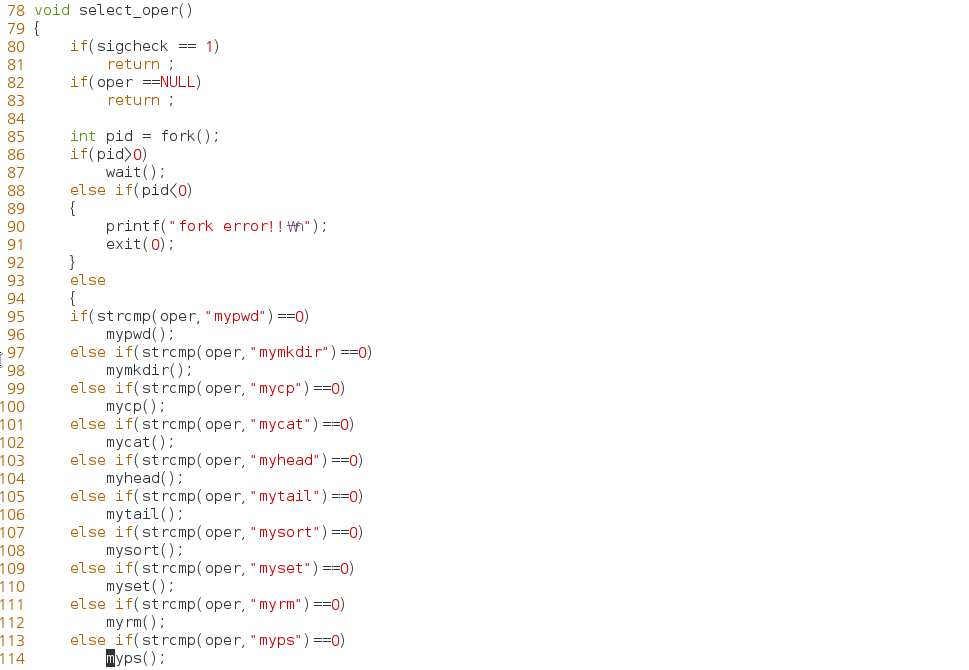 78 void select_oper()
79 {
80     if(sigcheck == 1)
81         return ;
82     if(oper ==NULL)
83         return ;
84
85     int pid = fork();
86     if(pid>0)
87         wait();
88     else if(pid<0)
89     {
90         printf("fork error!!₩n");
91         exit(0);
92     }
93     else
94     {
95     if(strcmp(oper,"mypwd")==0)
96         mypwd();
97     else if(strcmp(oper,"mymkdir")==0)
98         mymkdir();
99     else if(strcmp(oper,"mycp")==0)
100         mycp();
101     else if(strcmp(oper,"mycat")==0)
102         mycat();
103     else if(strcmp(oper,"myhead")==0)
104         myhead();
105     else if(strcmp(oper,"mytail")==0)
106         mytail();
107     else if(strcmp(oper,"mysort")==0)
108         mysort();
109     else if(strcmp(oper,"myset")==0)
110         myset();
111     else if(strcmp(oper,"myrm")==0)
112         myrm();
113     else if(strcmp(oper,"myps")==0)
114         myps();